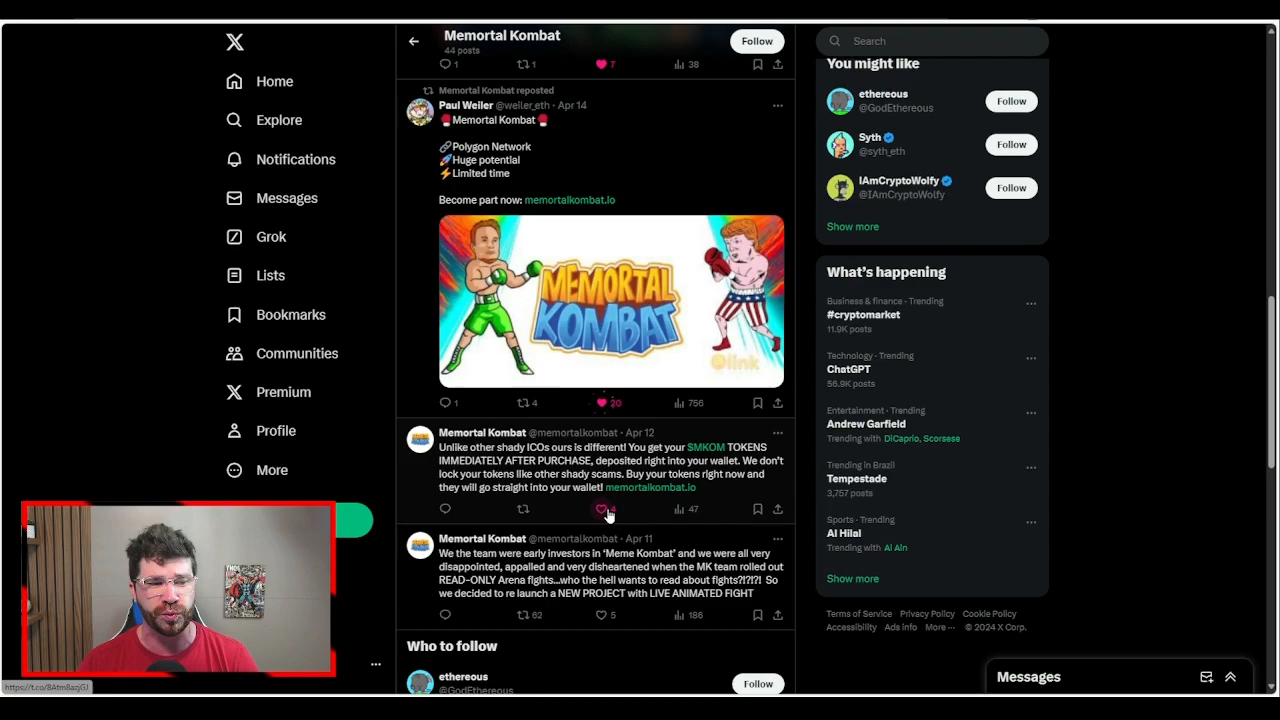 Home
Explore
Notifications
Messages
Grok
Lists
Bookmarks
Communities
Premium
Profile
More
https://t.co/8Atm8azjGJ
Memortal Kombat
44 posts
Follow
1
1
7
38
Memortal Kombat reposted
Paul Weiler @weiler_eth · Apr 14
🥊Memortal Kombat🥊
🔗Polygon Network
🚀Huge potential
⚡Limited time
Become part now: memortalkombat.io
MEMORTAL
KOMBAT
@link
1
4
20
756
Memortal Kombat @memortalkombat · Apr 12
Unlike other shady ICOs ours is different! You get your $MKOM TOKENS
IMMEDIATELY AFTER PURCHASE, deposited right into your wallet. We don't
lock your tokens like other shady scams. Buy your tokens right now and
they will go straight into your wallet! memortalkombat.io
4
47
Memortal Kombat @memortalkombat · Apr 11
We the team were early investors in 'Meme Kombat' and we were all very
disappointed, appalled and very disheartened when the MK team rolled out
READ-ONLY Arena fights...who the hell wants to read about fights?!?!?! So
we decided to re launch a NEW PROJECT with LIVE ANIMATED FIGHT
62
5
186
Who to follow
ethereous
@GodEthereous
Follow
Search
You might like
ethereous
@GodEthereous
Follow
Syth
@syth_eth
Follow
IAmCryptoWolfy
@IAmCryptoWolfy
Follow
Show more
What's happening
Business & finance · Trending
#cryptomarket
11.9K posts
Technology · Trending
ChatGPT
56.9K posts
Entertainment · Trending
Andrew Garfield
Trending with DiCaprio, Scorsese
Trending in Brazil
Tempestade
3,757 posts
Sports · Trending
Al Hilal
Trending with Al Ain
Show more
Terms of Service Privacy Policy Cookie Policy
Accessibility Ads info More ··· © 2024 X Corp.
Messages